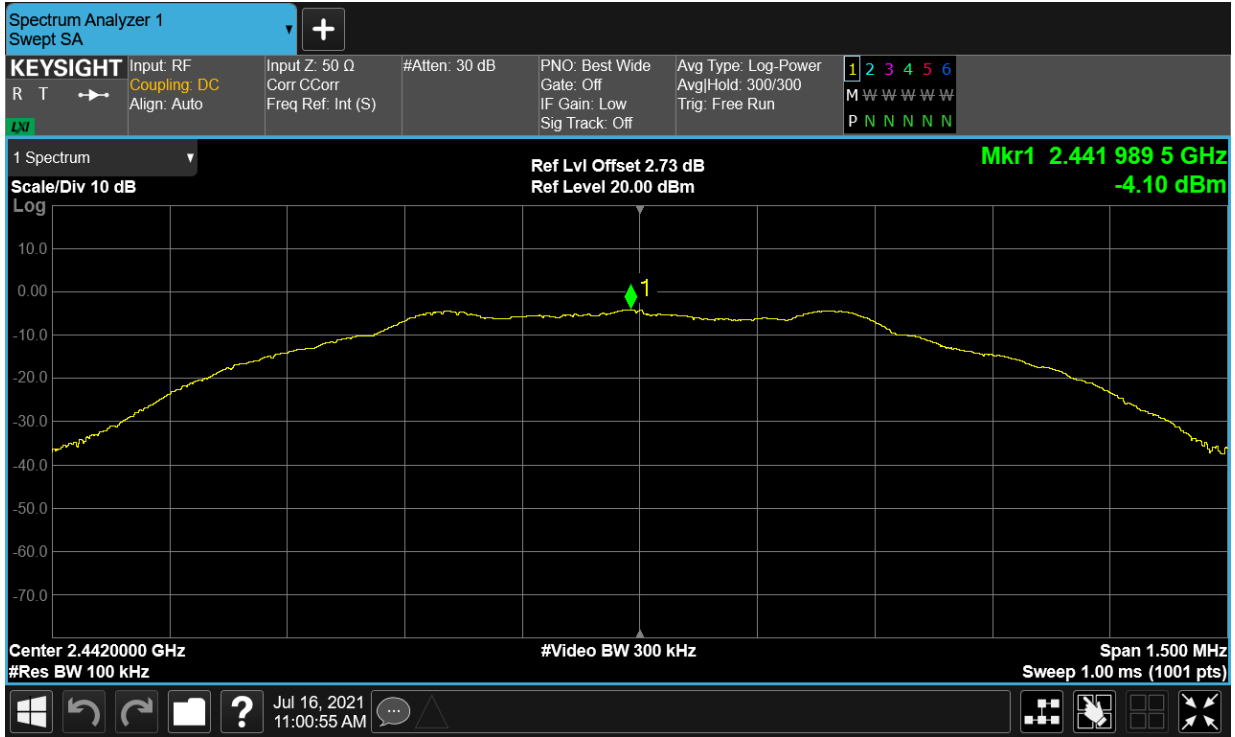 Spectrum Analyzer 1
Swept SA
+
KEYSIGHT
R T
LXI
Input: RF
Coupling: DC
Align: Auto
Input Z: 50 Ω
Corr CCorr
Freq Ref: Int (S)
#Atten: 30 dB
PNO: Best Wide
Gate: Off
IF Gain: Low
Sig Track: Off
Avg Type: Log-Power
Avg|Hold: 300/300
Trig: Free Run
1 2 3 4 5 6
M W W W W W
P N N N N N
1 Spectrum
Scale/Div 10 dB
Log
Ref Lvl Offset 2.73 dB
Ref Level 20.00 dBm
Mkr1 2.441 989 5 GHz
-4.10 dBm
10.0
0.00
1
-10.0
-20.0
-30.0
-40.0
-50.0
-60.0
-70.0
Center 2.4420000 GHz
#Video BW 300 kHz
Span 1.500 MHz
#Res BW 100 kHz
Sweep 1.00 ms (1001 pts)
?
Jul 16, 2021
11:00:55 AM